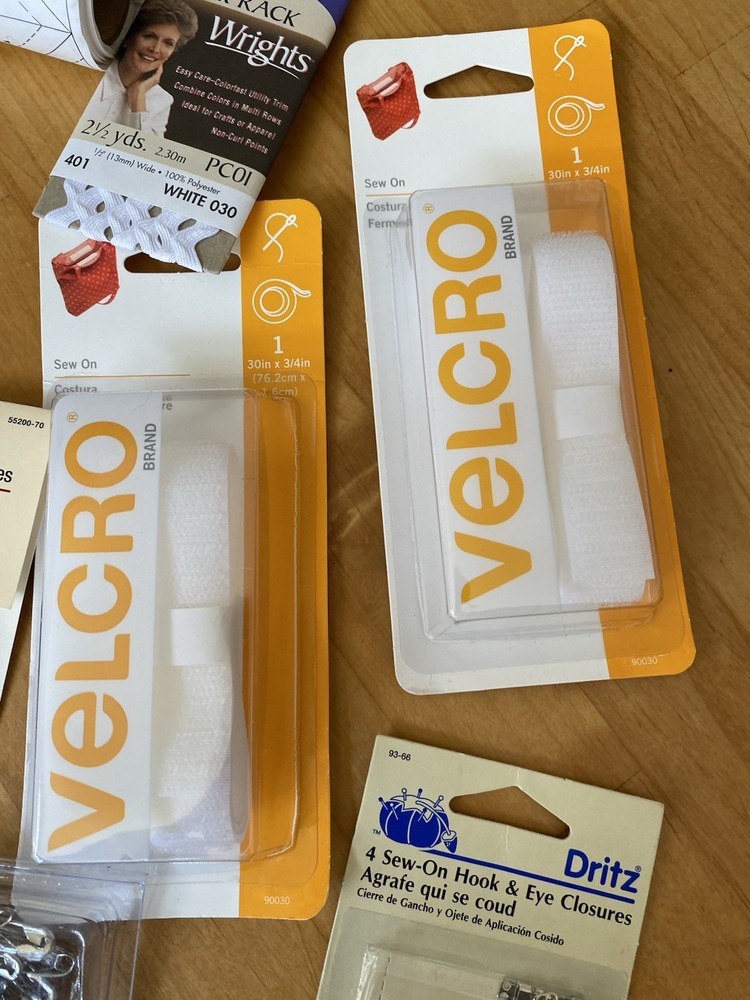 RACK
Wrights
Easy Care-Colorfast Utility Trim
Combine Colors in Multi Rows
Ideal for Crafts or Apparel
Non-Curl Points
2½ yds. 2.30m PC01
½" (13mm) Wide • 100% Polyester
401 WHITE 030
1
30in x 3/4in
(76.2cm x
1.6cm)
Sew On
Costura
VELCRO®
BRAND
90030
1
30in x 3/4in
Sew On
Costura
VELCRO®
BRAND
90030
55200-70
93-66
™
Dritz®
4 Sew-On Hook & Eye Closures
Agrafe qui se coud
Cierre de Gancho y Ojete de Aplicación Cosido